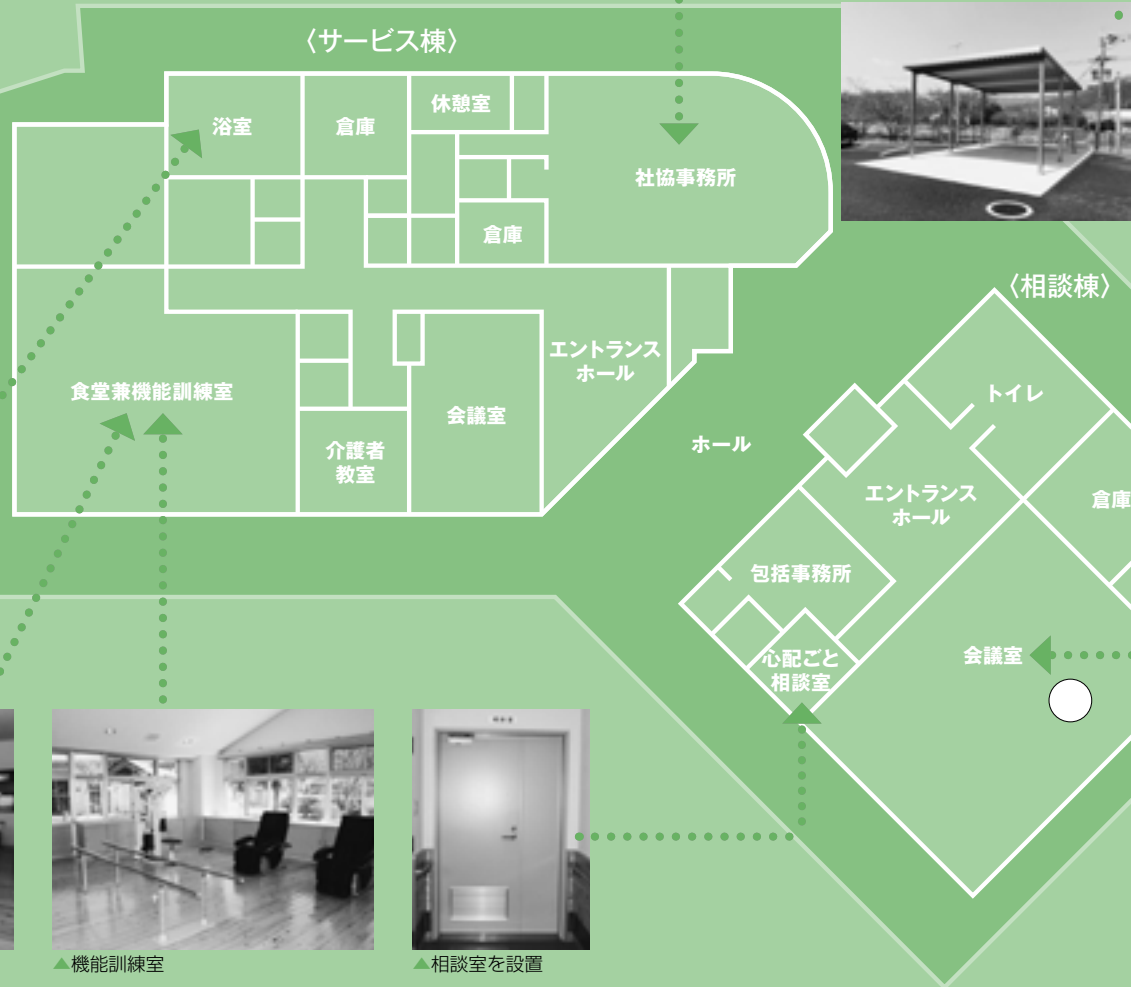 〈サービス棟〉
休憩室
浴室
倉庫
社協事務所
倉庫
〈相談棟〉
エントランス
ホール
食堂兼機能訓練室
トイレ
会議室
ホール
介護者
教室
エントランス
ホール
倉庫
包括事務所
会議室
心配ごと
相談室
▲機能訓練室
▲相談室を設置